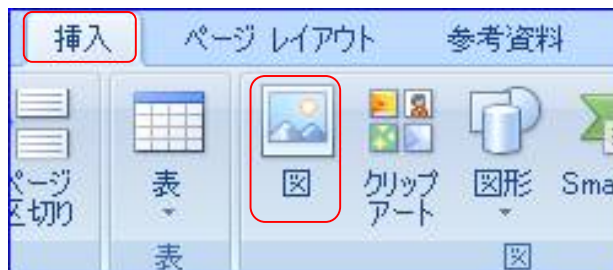 挿入 ページ レイアウト 参考資料
ページ
区切り
表
図
クリップ
アート
図形
Sma
表
図